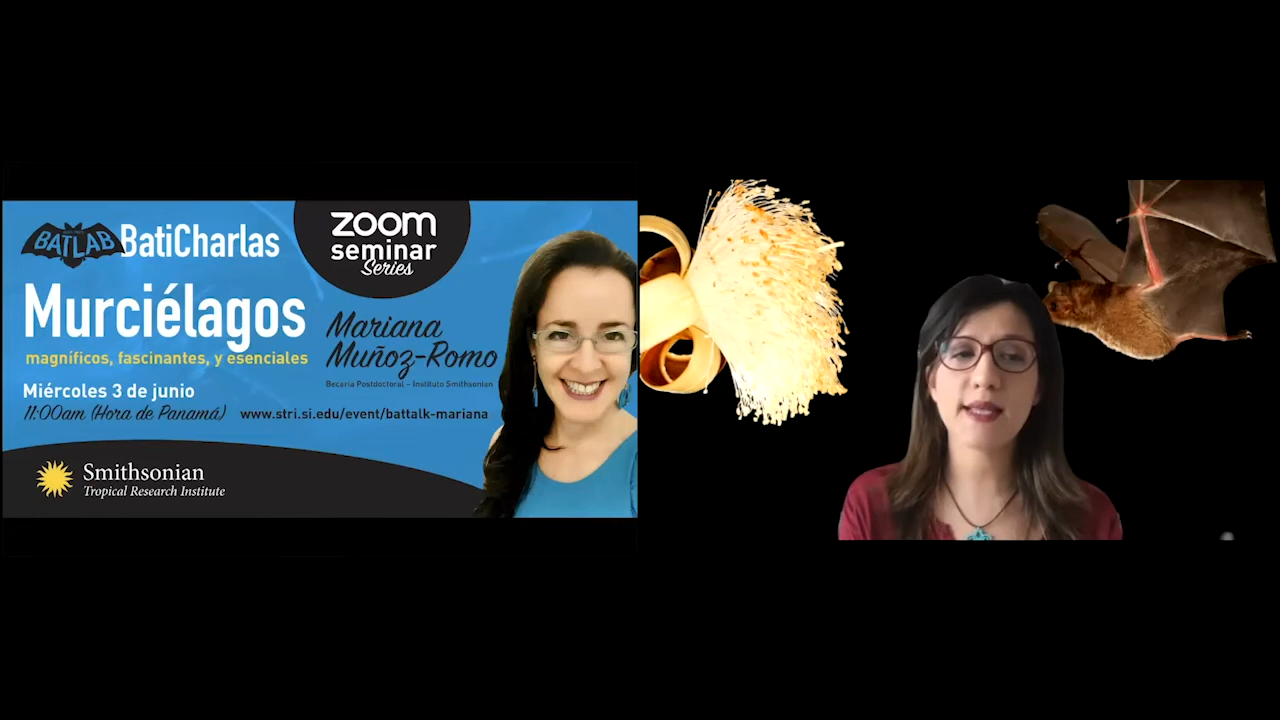 BATLAB
BatiCharlas
zoom
seminar
Series
Murciélagos
magníficos, fascinantes, y esenciales
Mariana
Muñoz-Romo
Becaria Postdoctoral – Instituto Smithsonian
Miércoles 3 de junio
11:00am (Hora de Panamá)
www.stri.si.edu/event/battalk-mariana
Smithsonian
Tropical Research Institute